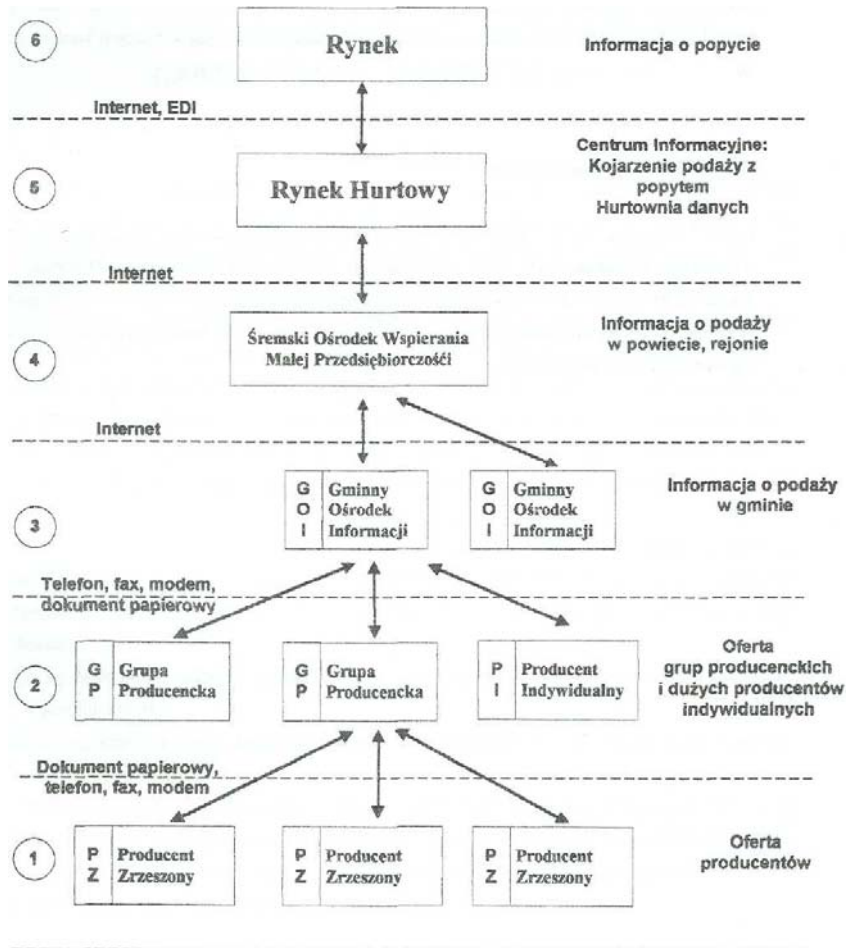 6
Rynek
Informacja o popycie
Internet, EDI
5
Rynek Hurtowy
Centrum Informacyjne:
Kojarzenie podaży z
popytem
Hurtownia danych
Internet
4
Śremski Ośrodek Wspierania
Małej Przedsiębiorczośći
Informacja o podaży
w powiecie, rejonie
Internet
3
G Gminny
O Ośrodek
I Informacji
G Gminny
O Ośrodek
I Informacji
Informacja o podaży
w gminie
Telefon, fax, modem,
dokument papierowy
2
G Grupa
P Producencka
G Grupa
P Producencka
P Producent
I Indywidualny
Oferta
grup producenckich
i dużych producentów
indywidualnych
Dokument papierowy,
telefon, fax, modem
1
P Producent
Z Zrzeszony
P Producent
Z Zrzeszony
P Producent
Z Zrzeszony
Oferta
producentów